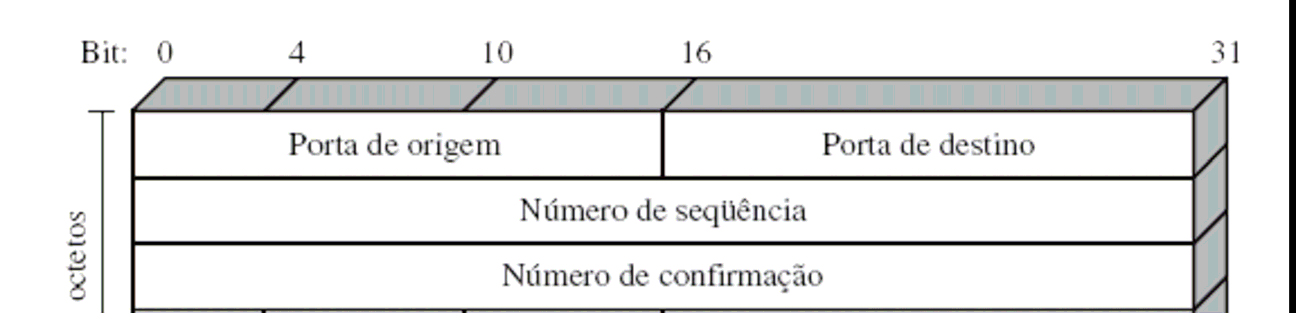 Bit: 0 4 10 16 31
Porta de origem Porta de destino
Número de seqüência
Número de confirmação
octetos